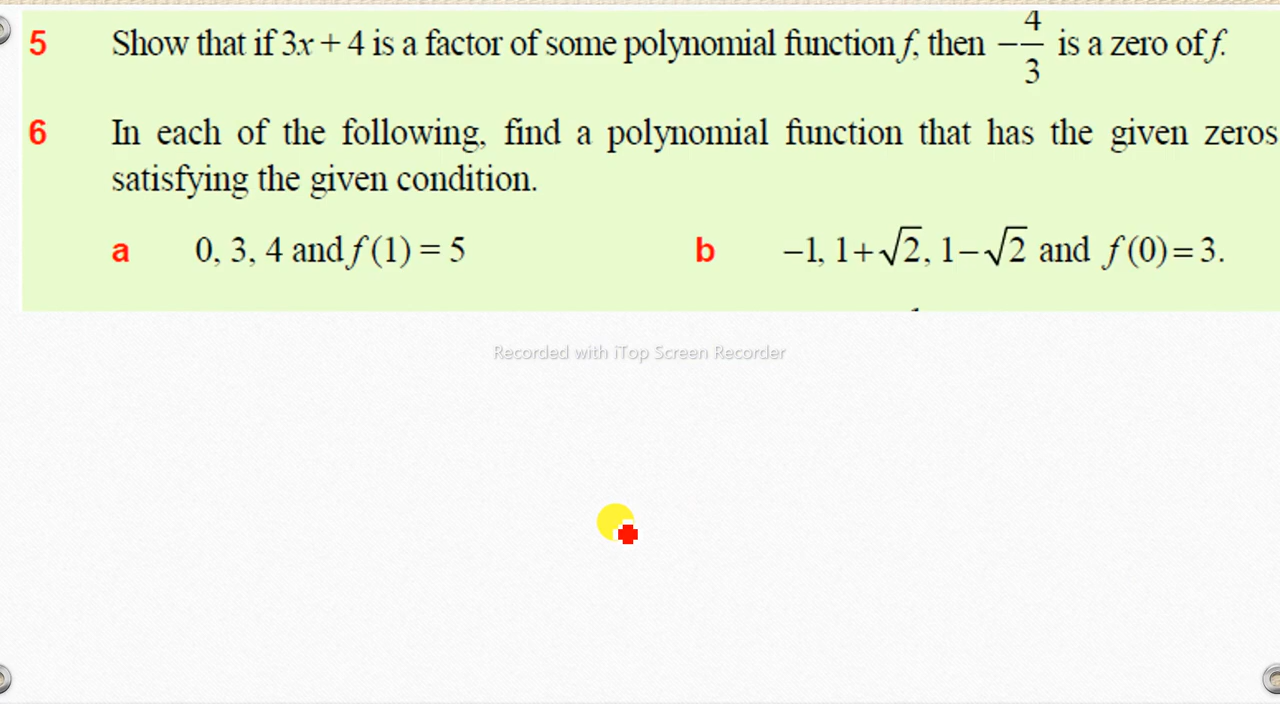 5 Show that if 3x + 4 is a factor of some polynomial function f, then −4/3 is a zero of f.
6 In each of the following, find a polynomial function that has the given zeros
satisfying the given condition.
a 0, 3, 4 and f (1) = 5 b −1, 1+√2, 1−√2 and f (0) = 3.
Recorded with iTop Screen Recorder